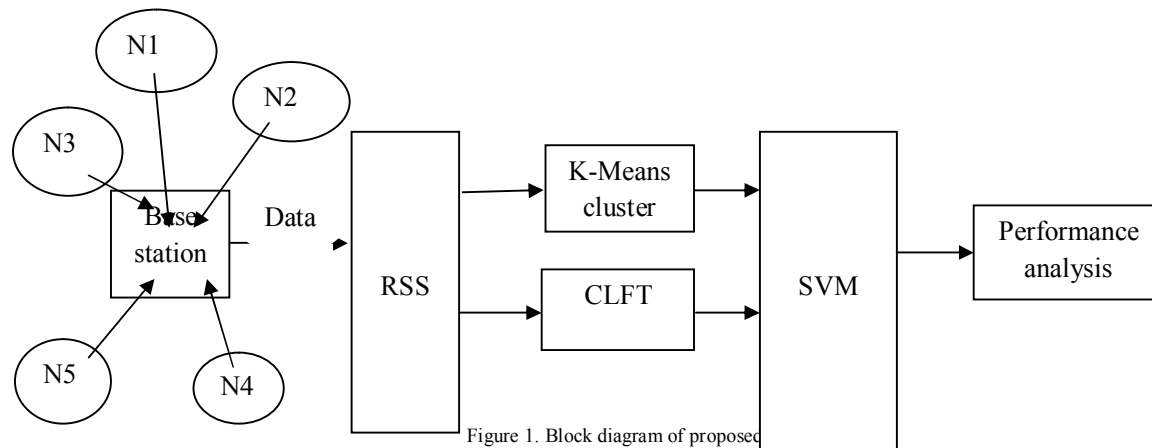 N1
N2
N3
Base
station
Data
N5
N4
RSS
K-Means
cluster
CLFT
SVM
Performance
analysis
Figure 1. Block diagram of proposed